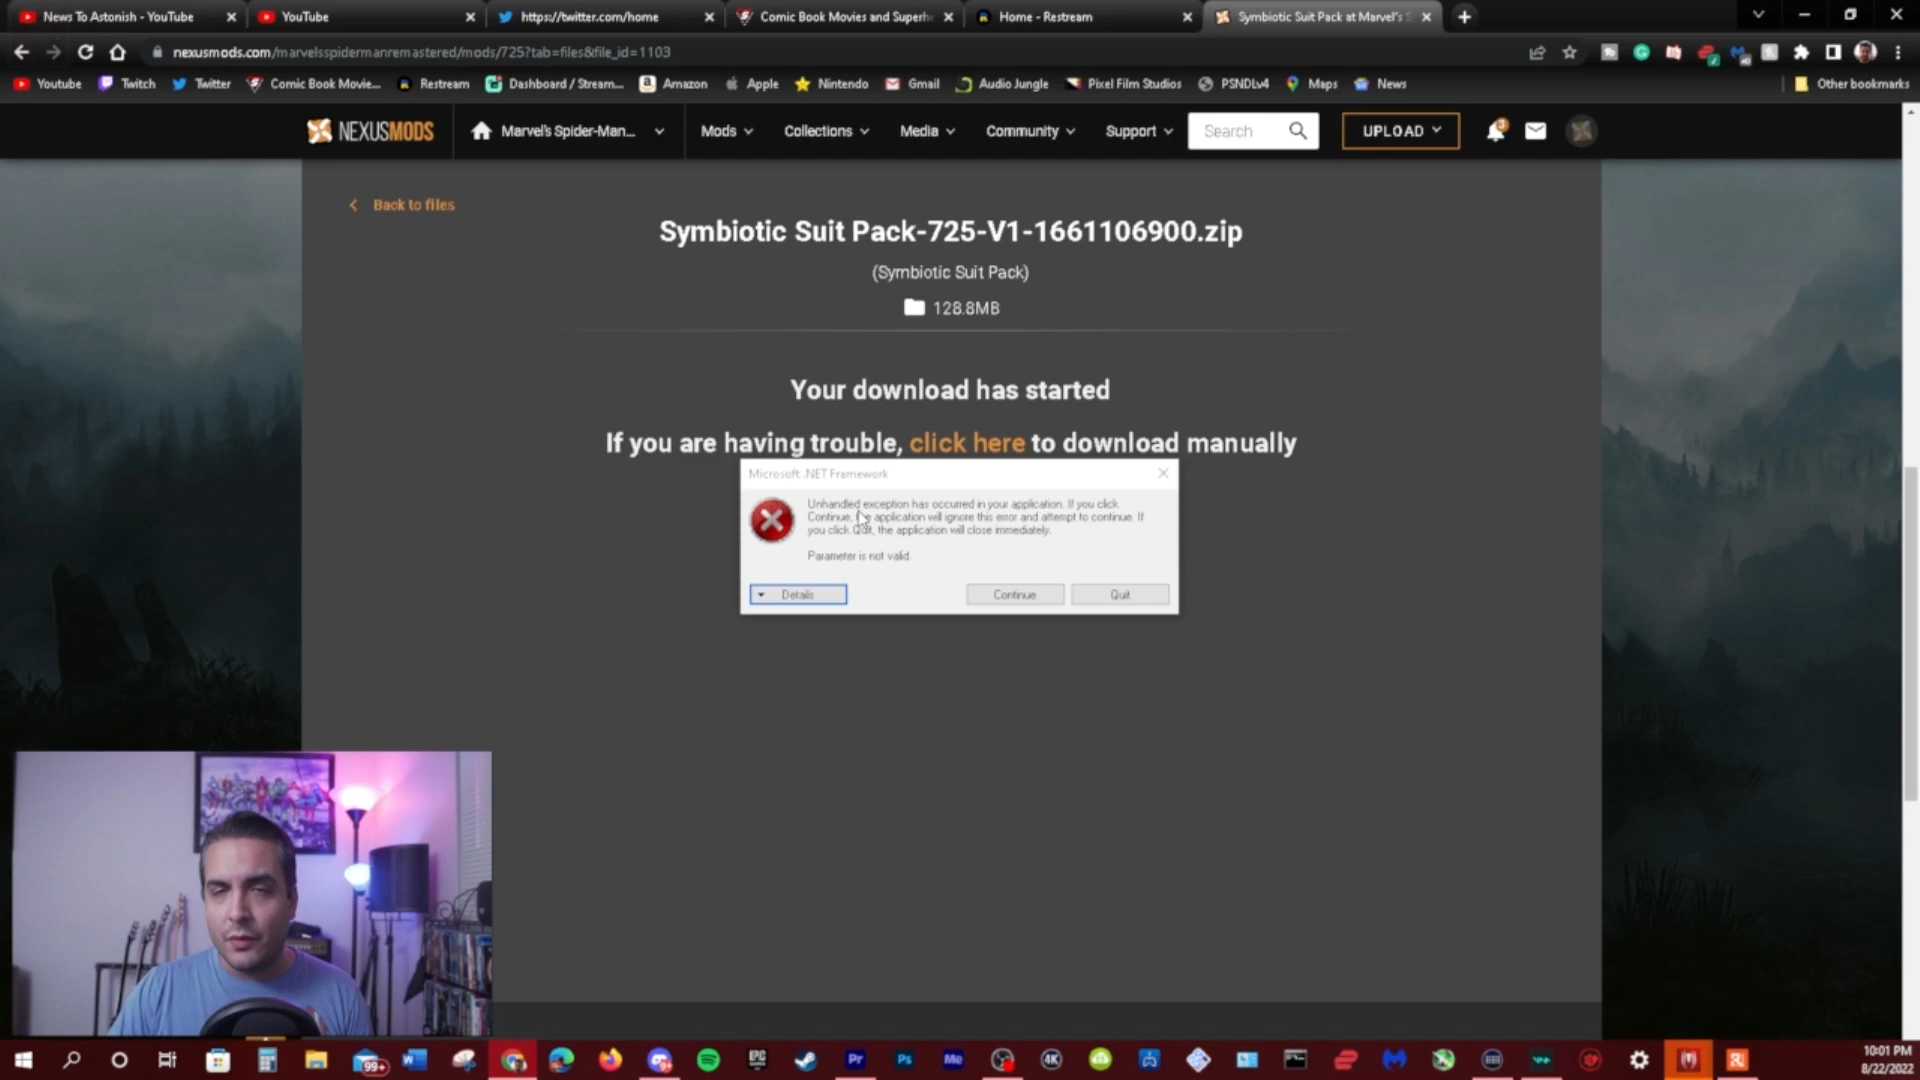 News To Astonish - YouTube
YouTube
https://twitter.com/home
Comic Book Movies and Superh
Home - Restream
Symbiotic Suit Pack at Marvel's S
nexusmods.com/marvelsspidermanremastered/mods/725?tab=files&file_id=1103
Youtube
Twitch
Twitter
Comic Book Movie...
Restream
Dashboard / Stream...
Amazon
Apple
Nintendo
Gmail
Audio Jungle
Pixel Film Studios
PSNDLv4
Maps
News
Other bookmarks
NEXUSMODS
Marvel's Spider-Man...
Mods
Collections
Media
Community
Support
Search
UPLOAD
3
Back to files
Symbiotic Suit Pack-725-V1-1661106900.zip
(Symbiotic Suit Pack)
128.8MB
Your download has started
If you are having trouble, click here to download manually
Microsoft .NET Framework
Unhandled exception has occurred in your application. If you click
Continue, application will ignore this error and attempt to continue. If
you click Quit, the application will close immediately.
Parameter is not valid.
Details
Continue
Quit
99+
EPIC
Pr
Ps
Me
4K
10:01 PM
8/22/2022